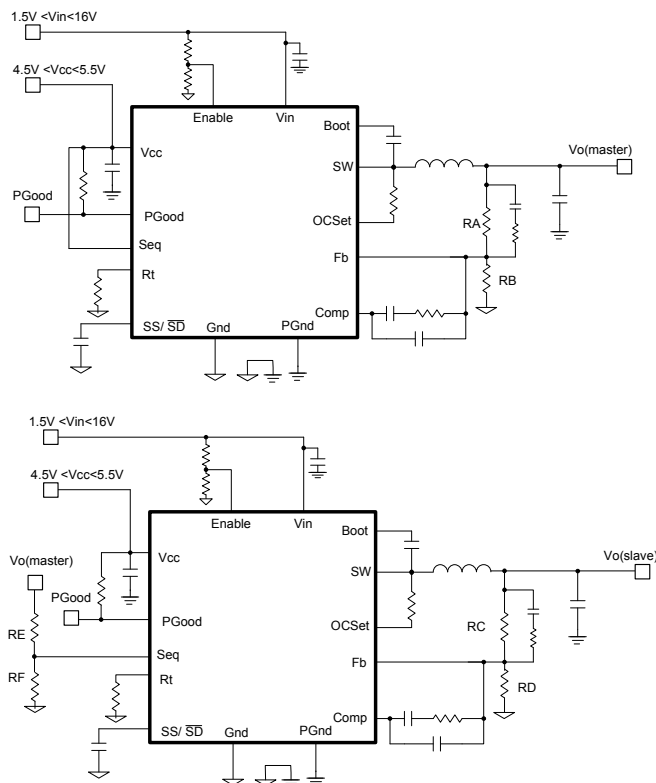 1.5V <Vin<16V
4.5V <Vcc<5.5V
Enable
Vin
Boot
Vcc
Vo(master)
SW
PGood
PGood
OCSet
RA
Seq
Fb
Rt
RB
Comp
SS/ SD
Gnd
PGnd
1.5V <Vin<16V
4.5V <Vcc<5.5V
Enable
Vin
Boot
Vo(master)
Vcc
Vo(slave)
SW
PGood
PGood
RE
OCSet
RC
Seq
Fb
RF
Rt
RD
Comp
SS/ SD
Gnd
PGnd